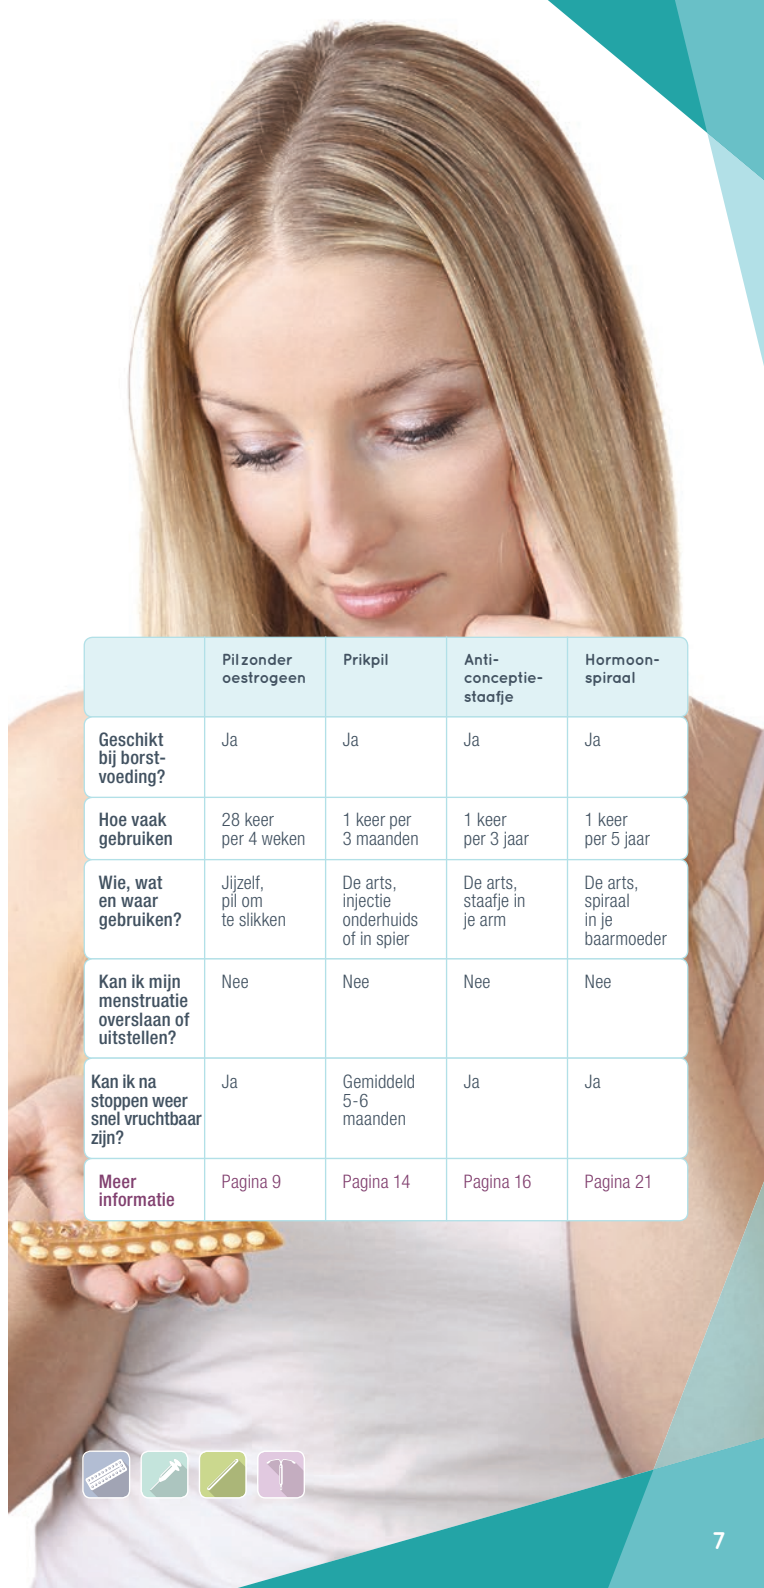 Pil zonder
oestrogeen
Prikpil
Anti-
conceptie-
staafje
Hormoon-
spiraal
Geschikt
bij borst-
voeding?
Ja
Ja
Ja
Ja
Hoe vaak
gebruiken
28 keer
per 4 weken
1 keer per
3 maanden
1 keer
per 3 jaar
1 keer
per 5 jaar
Wie, wat
en waar
gebruiken?
Jijzelf,
pil om
te slikken
De arts,
injectie
onderhuids
of in spier
De arts,
staafje in
je arm
De arts,
spiraal
in je
baarmoeder
Kan ik mijn
menstruatie
overslaan of
uitstellen?
Nee
Nee
Nee
Nee
Kan ik na
stoppen weer
snel vruchtbaar
zijn?
Ja
Gemiddeld
5-6
maanden
Ja
Ja
Meer
informatie
Pagina 9
Pagina 14
Pagina 16
Pagina 21
7